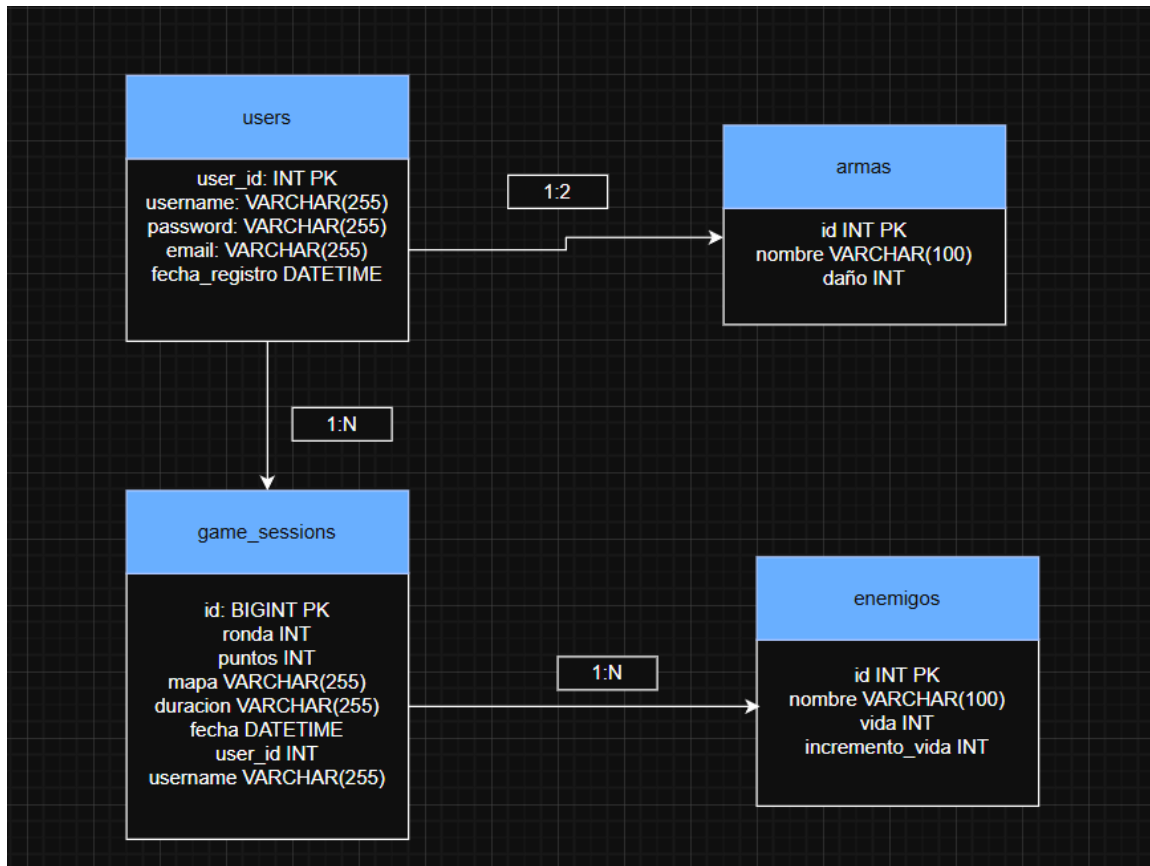 users
user_id: INT PK
username: VARCHAR(255)
password: VARCHAR(255)
email: VARCHAR(255)
fecha_registro DATETIME
1:2
armas
id INT PK
nombre VARCHAR(100)
daño INT
1:N
game_sessions
id: BIGINT PK
ronda INT
puntos INT
mapa VARCHAR(255)
duracion VARCHAR(255)
fecha DATETIME
user_id INT
username VARCHAR(255)
1:N
enemigos
id INT PK
nombre VARCHAR(100)
vida INT
incremento_vida INT